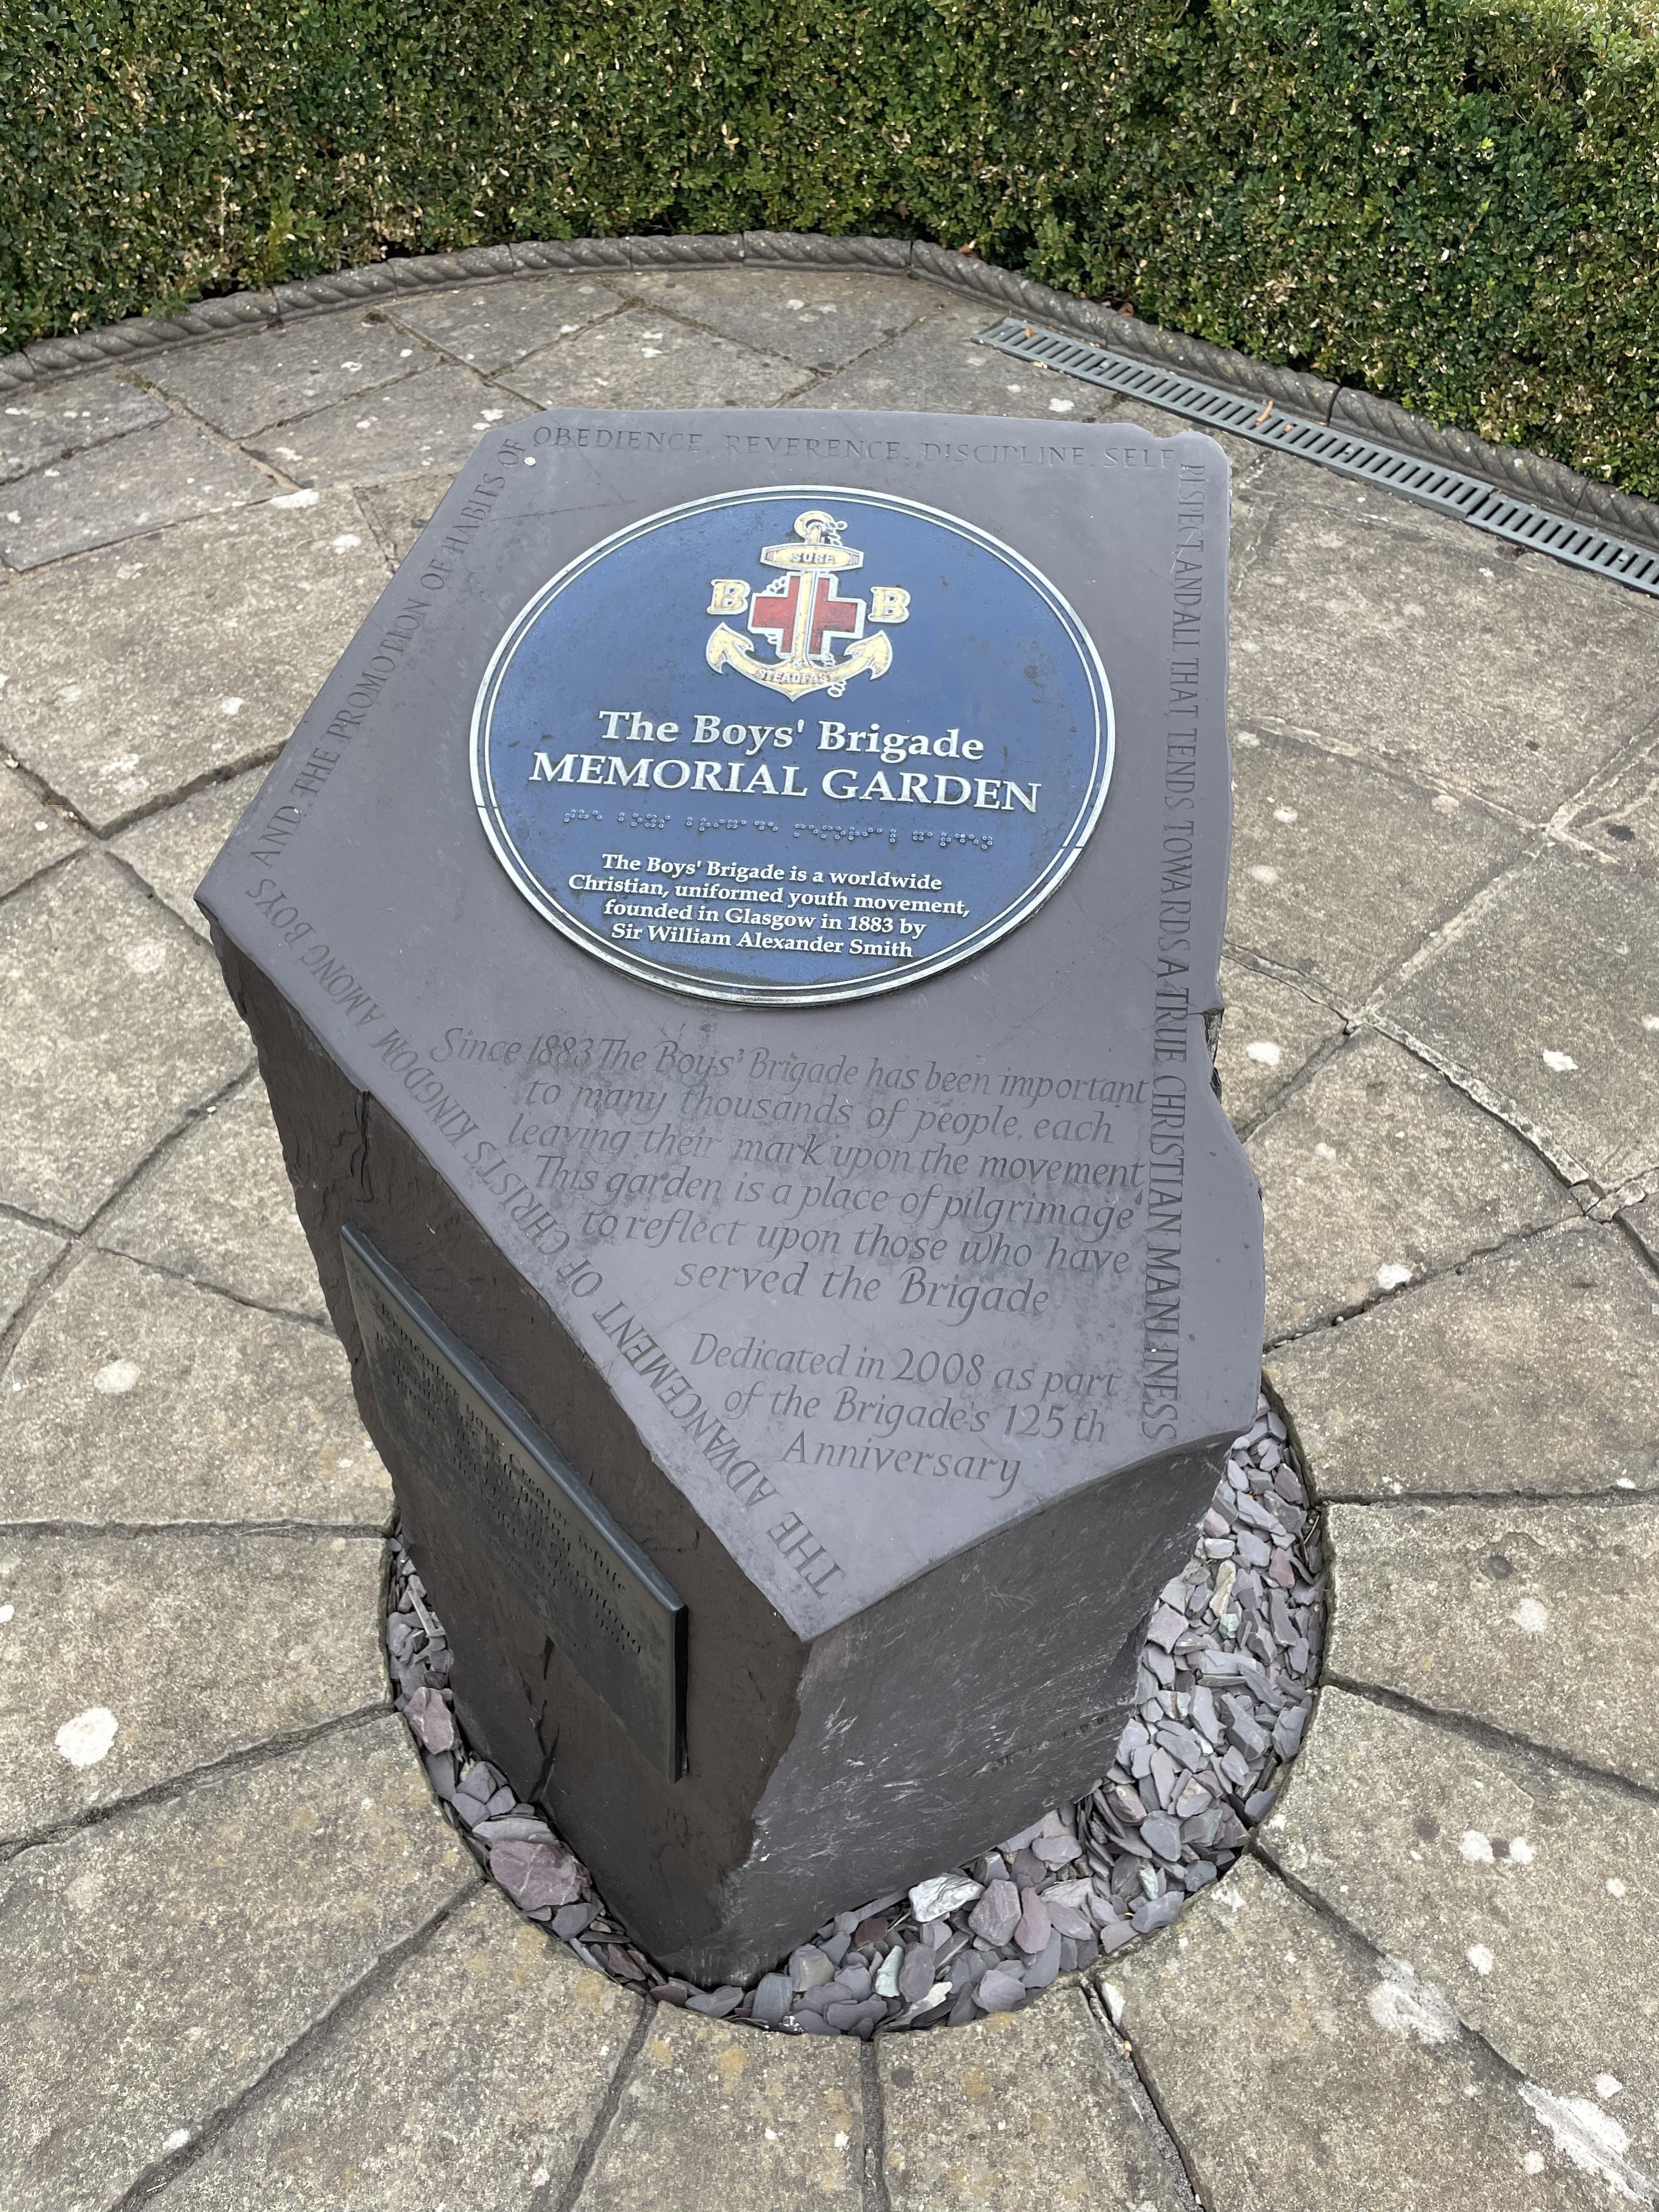 SURE
B B
& STEADFAST
The Boys' Brigade
MEMORIAL GARDEN
The Boys' Brigade is a worldwide
Christian, uniformed youth movement,
founded in Glasgow in 1883 by
Sir William Alexander Smith
Since 1883 The Boys' Brigade has been important
to many thousands of people, each
leaving their mark upon the movement
This garden is a place of pilgrimage
to reflect upon those who have
served the Brigade
Dedicated in 2008 as part
of the Brigade's 125th
Anniversary
THE ADVANCEMENT OF CHRISTS KINGDOM AMONG BOYS
AND THE PROMOTION OF HABITS OF
OBEDIENCE, REVERENCE, DISCIPLINE, SELF
RESPECT AND ALL THAT TENDS TOWARDS A TRUE CHRISTIAN MANLINESS
Remember your Creator while